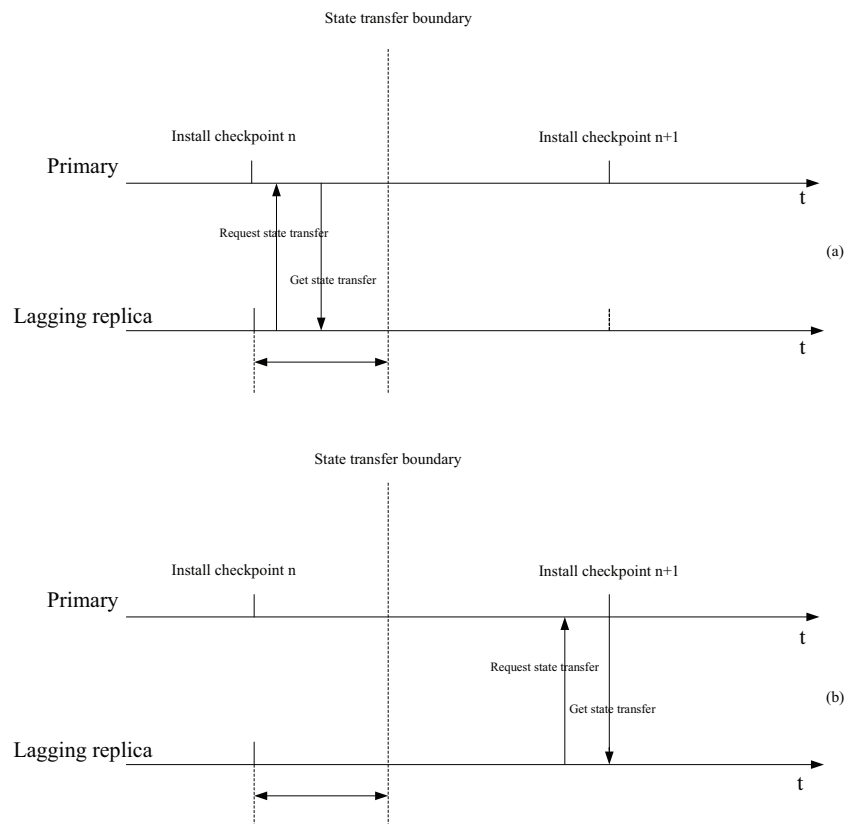 State transfer boundary
Install checkpoint n
Install checkpoint n+1
Primary
t
Request state transfer
(a)
Get state transfer
Lagging replica
t
State transfer boundary
Install checkpoint n
Install checkpoint n+1
Primary
t
Request state transfer
(b)
Get state transfer
Lagging replica
t